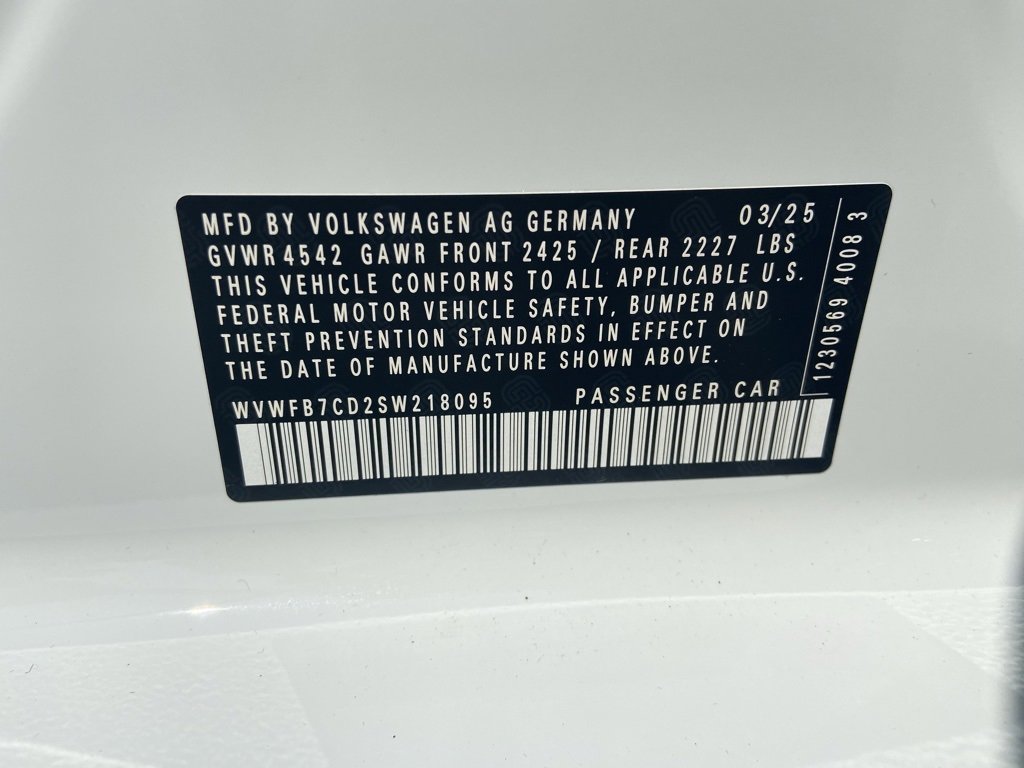 MFD BY VOLKSWAGEN AG GERMANY 03/25
GVWR 4542 GAWR FRONT 2425 / REAR 2227 LBS
THIS VEHICLE CONFORMS TO ALL APPLICABLE U.S.
FEDERAL MOTOR VEHICLE SAFETY, BUMPER AND
THEFT PREVENTION STANDARDS IN EFFECT ON
THE DATE OF MANUFACTURE SHOWN ABOVE.
WVWFB7CD2SW218095 PASSENGER CAR
1230569 4008 3